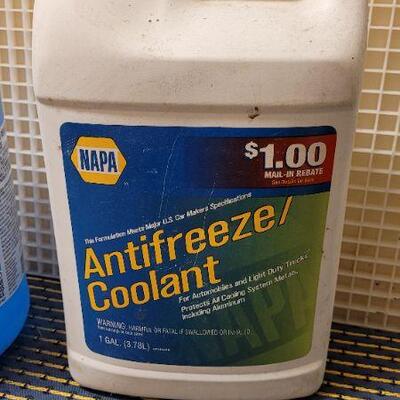 NAPA
$1.00
MAIL-IN REBATE
This Formulation Meets Major U.S. Car Makers Specifications
Antifreeze/
Coolant
For Automobiles and Light Duty Trucks
Protects All Cooling System Metals,
Including Aluminum
WARNING: HARMFUL OR FATAL IF SWALLOWED
1 GAL. (3.78L)